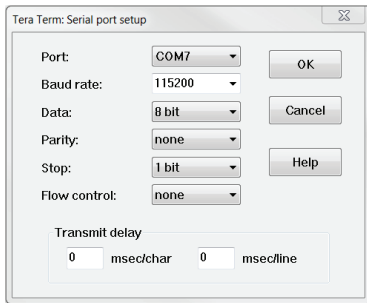 Tera Term: Serial port setup
Port: COM7 OK
Baud rate: 115200
Data: 8 bit Cancel
Parity: none
Stop: 1 bit Help
Flow control: none
Transmit delay
0 msec/char 0 msec/line